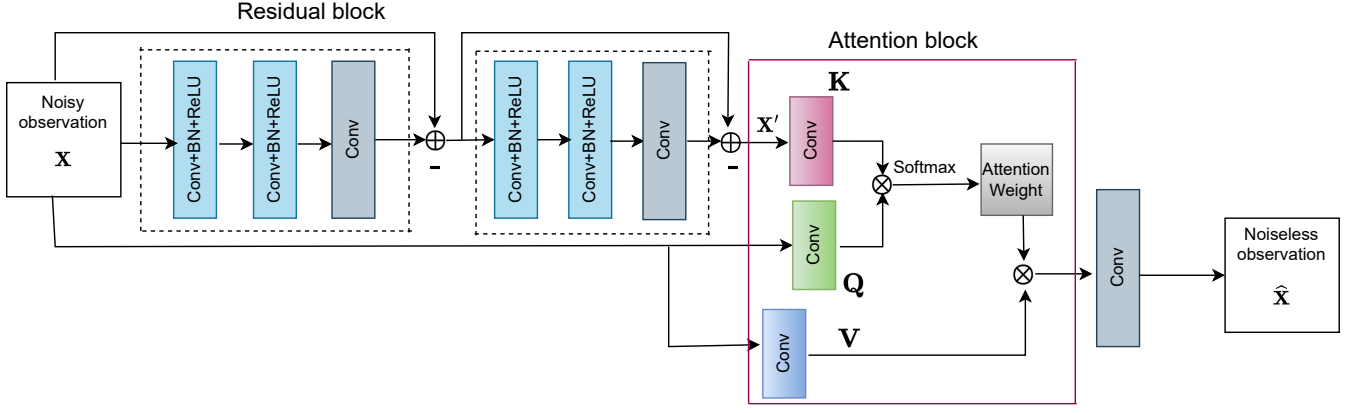 Residual block
Noisy
observation
X
Conv+BN+ReLU
Conv+BN+ReLU
Conv
-
Conv+BN+ReLU
Conv+BN+ReLU
Conv
-
Attention block
X′
K
Conv
Softmax
Attention
Weight
Conv
Q
Conv
V
Conv
Noiseless
observation
X̂